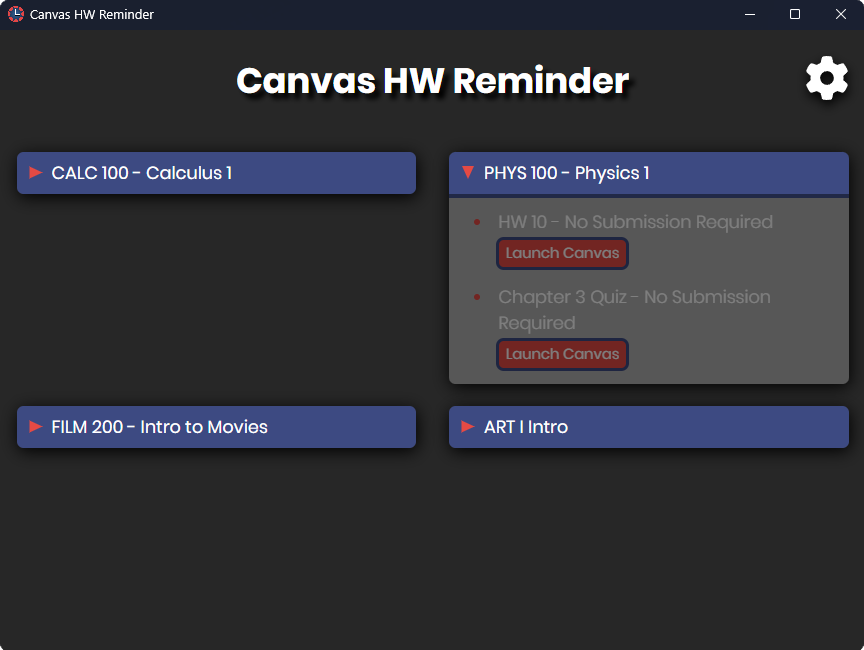 Canvas HW Reminder
Canvas HW Reminder
CALC 100 - Calculus 1
PHYS 100 - Physics 1
HW 10 - No Submission Required
Launch Canvas
Chapter 3 Quiz - No Submission
Required
Launch Canvas
FILM 200 - Intro to Movies
ART I Intro